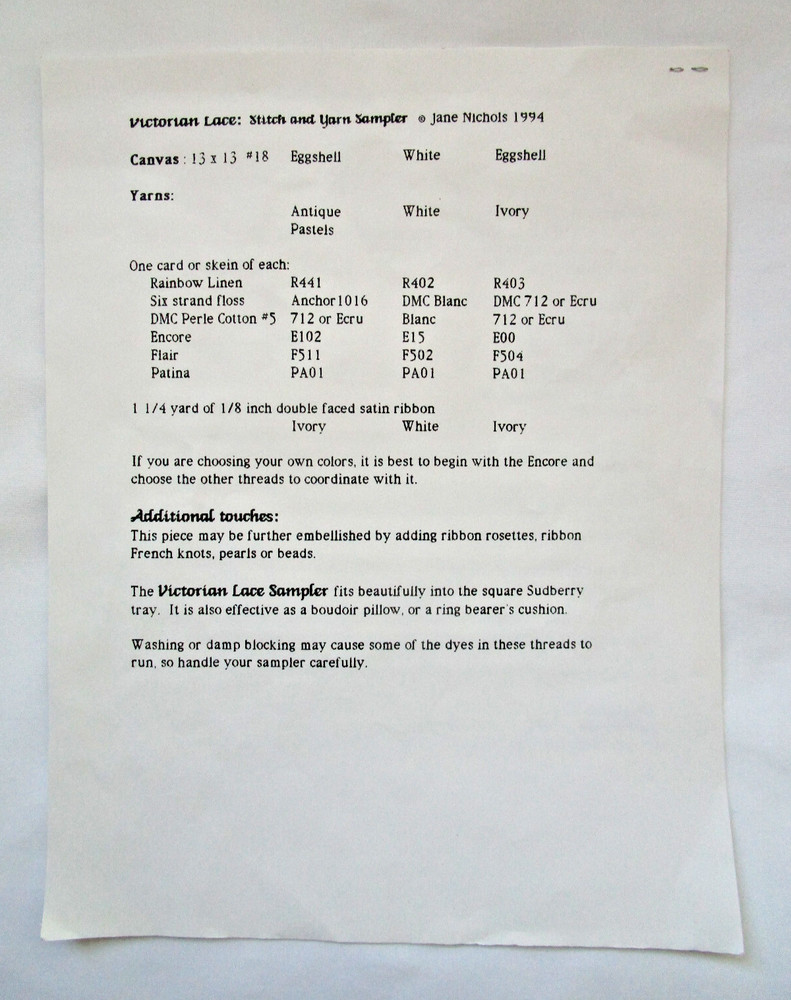 Victorian Lace: Stitch and Yarn Sampler © Jane Nichols 1994
Canvas : 13 x 13 #18 Eggshell White Eggshell
Yarns:
Antique White Ivory
Pastels
One card or skein of each:
Rainbow Linen R441 R402 R403
Six strand floss Anchor1016 DMC Blanc DMC 712 or Ecru
DMC Perle Cotton #5 712 or Ecru Blanc 712 or Ecru
Encore E102 E15 E00
Flair F511 F502 F504
Patina PA01 PA01 PA01
1 1/4 yard of 1/8 inch double faced satin ribbon
Ivory White Ivory
If you are choosing your own colors, it is best to begin with the Encore and
choose the other threads to coordinate with it.
Additional touches:
This piece may be further embellished by adding ribbon rosettes, ribbon
French knots, pearls or beads.
The Victorian Lace Sampler fits beautifully into the square Sudberry
tray. It is also effective as a boudoir pillow, or a ring bearer's cushion.
Washing or damp blocking may cause some of the dyes in these threads to
run, so handle your sampler carefully.